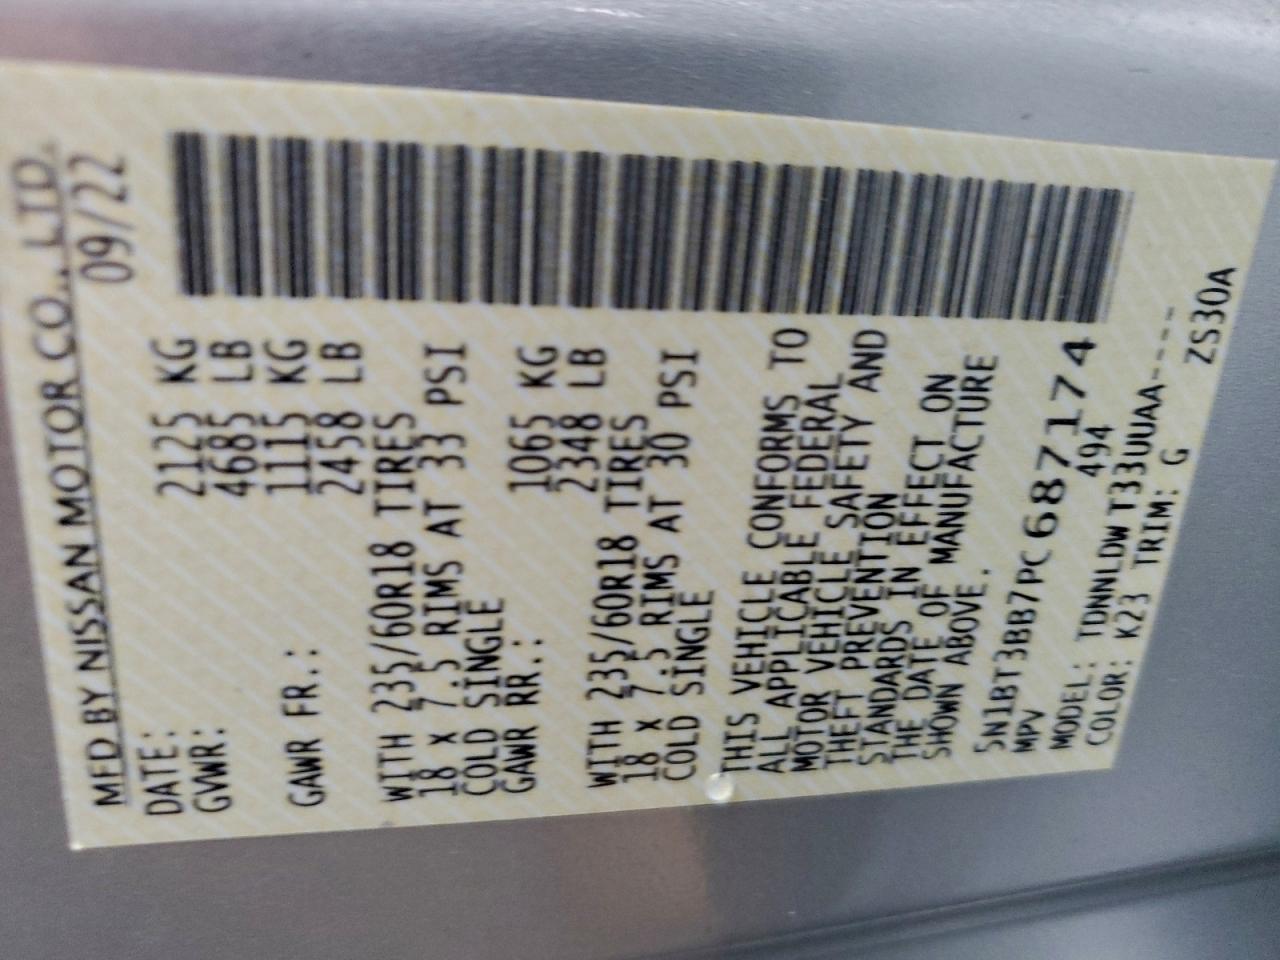 MFD BY NISSAN MOTOR CO., LTD.
DATE: 09/22
GVWR: 2125 KG
4685 LB
GAWR FR.: 1115 KG
2458 LB
WITH 235/60R18 TIRES
18 x 7.5 RIMS AT 33 PSI
COLD SINGLE
GAWR RR.: 1065 KG
2348 LB
WITH 235/60R18 TIRES
18 x 7.5 RIMS AT 30 PSI
COLD SINGLE
THIS VEHICLE CONFORMS TO
ALL APPLICABLE FEDERAL
MOTOR VEHICLE SAFETY AND
THEFT PREVENTION
STANDARDS IN EFFECT ON
THE DATE OF MANUFACTURE
SHOWN ABOVE.
5N1BT3BB7PC687174
MPV 494
MODEL: TDNNLDW T33UUAA----
COLOR: K23 TRIM: G ZS30A